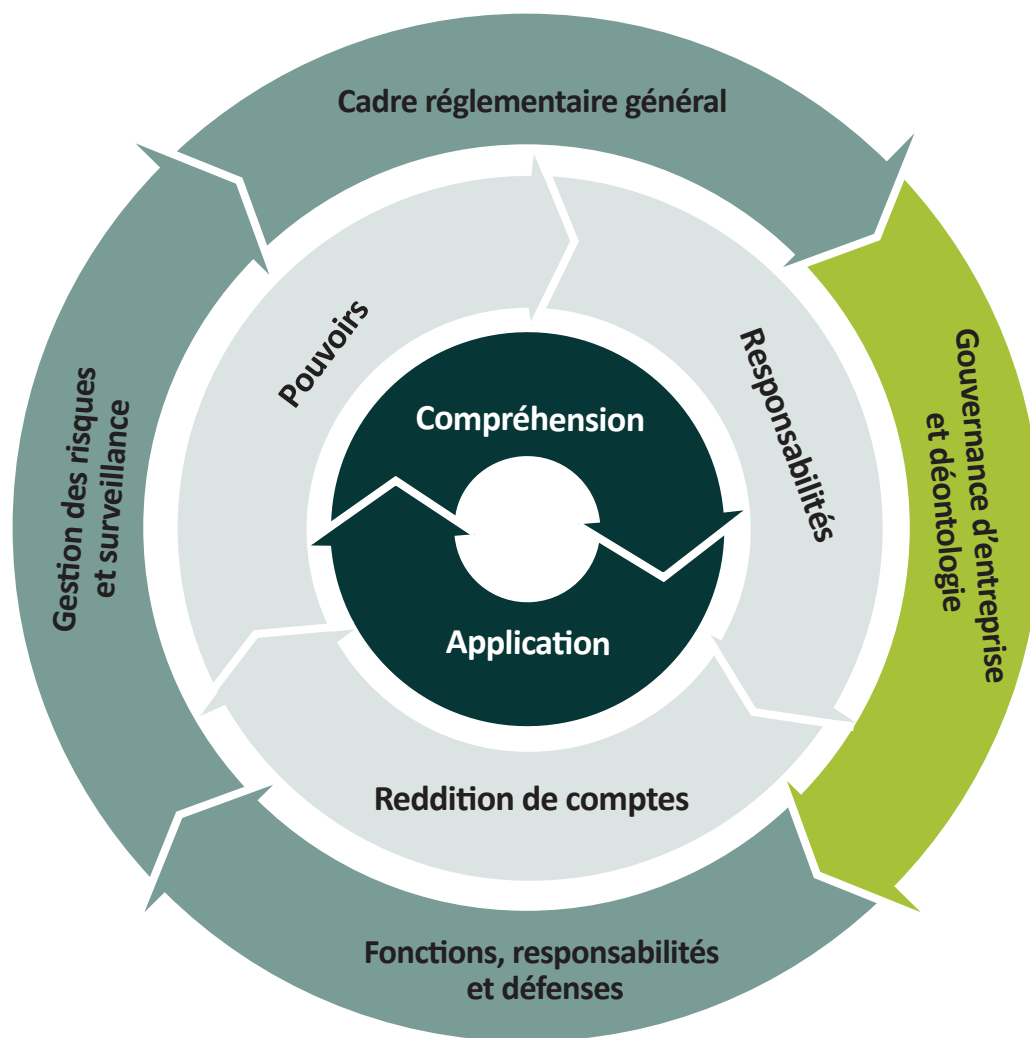 Cadre réglementaire général
Gouvernance d’entreprise
et déontologie
Fonctions, responsabilités
et défenses
Gestion des risques
et surveillance
Pouvoirs
Responsabilités
Reddition de comptes
Compréhension
Application